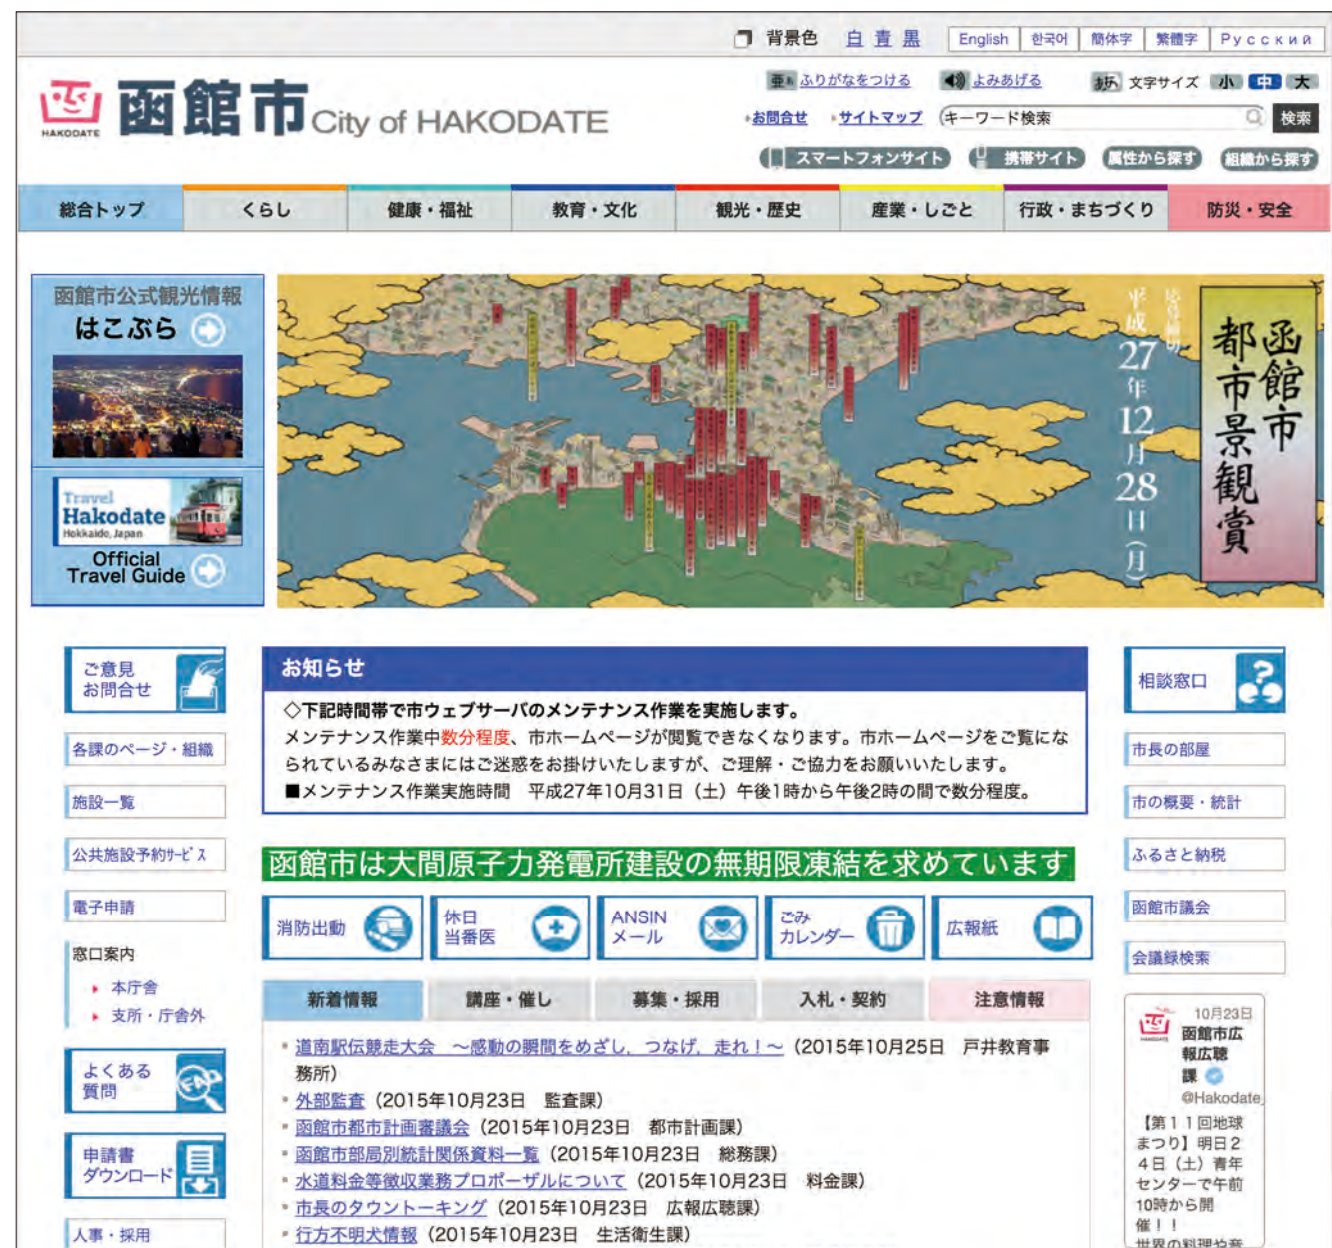 背景色 白 青 黒 English 한국어 簡体字 繁體字 Русский
函館市 City of HAKODATE
HAKODATE
ふりがなをつける よみあげる 文字サイズ 小 中 大
お問合せ サイトマップ キーワード検索 検索
スマートフォンサイト 携帯サイト 属性から探す 組織から探す
総合トップ くらし 健康・福祉 教育・文化 観光・歴史 産業・しごと 行政・まちづくり 防災・安全
函館市公式観光情報
はこぶら
Travel
Hakodate
Hokkaido, Japan
Official
Travel Guide
函館市
都市景観賞
応募締切
平成27年12月28日(月)
ご意見
お問合せ
各課のページ・組織
施設一覧
公共施設予約ｻｰﾋﾞｽ
電子申請
窓口案内
本庁舎
支所・庁舎外
よくある
質問
FAQ
申請書
ダウンロード
人事・採用
お知らせ
◇下記時間帯で市ウェブサーバのメンテナンス作業を実施します。
メンテナンス作業中数分程度、市ホームページが閲覧できなくなります。市ホームページをご覧にな
られているみなさまにはご迷惑をお掛けいたしますが、ご理解・ご協力をお願いいたします。
■メンテナンス作業実施時間　平成27年10月31日（土）午後1時から午後2時の間で数分程度。
函館市は大間原子力発電所建設の無期限凍結を求めています
消防出動
休日
当番医
ANSIN
メール
ごみ
カレンダー
広報紙
新着情報 講座・催し 募集・採用 入札・契約 注意情報
道南駅伝競走大会　～感動の瞬間をめざし，つなげ，走れ！～（2015年10月25日　戸井教育事
務所）
外部監査（2015年10月23日　監査課）
函館市都市計画審議会（2015年10月23日　都市計画課）
函館市部局別統計関係資料一覧（2015年10月23日　総務課）
水道料金等徴収業務プロポーザルについて（2015年10月23日　料金課）
市長のタウントーキング（2015年10月23日　広報広聴課）
行方不明犬情報（2015年10月23日　生活衛生課）
相談窓口
市長の部屋
市の概要・統計
ふるさと納税
函館市議会
会議録検索
10月23日
函館市広
報広聴
課
@Hakodate_
【第１１回地球
まつり】明日２
４日（土）青年
センターで午前
10時から開
催！！
世界の料理や音